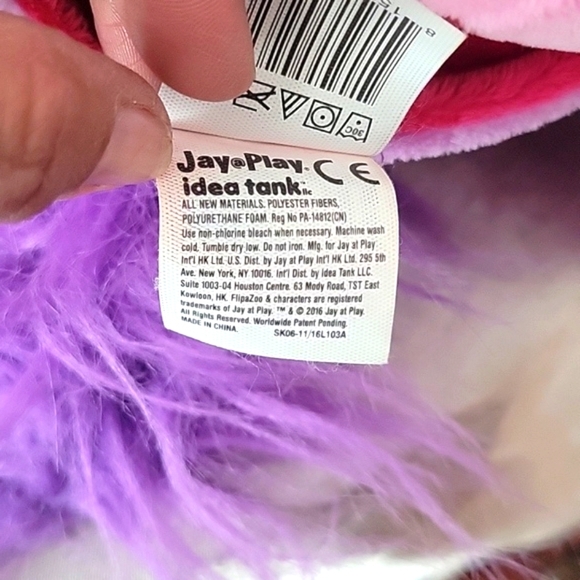 Jay@Play
CE
idea tank llc
ALL NEW MATERIALS. POLYESTER FIBERS,
POLYURETHANE FOAM. Reg No PA-14812(CN)
Use non-chlorine bleach when necessary. Machine wash
cold. Tumble dry low. Do not iron. Mfg. for Jay at Play
Int'l HK Ltd. U.S. Dist. by Jay at Play Int'l HK Ltd. 295 5th
Ave. New York, NY 10016. Int'l Dist. by Idea Tank LLC.
Suite 1003-04 Houston Centre. 63 Mody Road, TST East
Kowloon, HK. FlipaZoo & characters are registered
trademarks of Jay at Play. ™ & © 2016 Jay at Play.
All Rights Reserved. Worldwide Patent Pending.
MADE IN CHINA. SK06-11/16L103A
30C